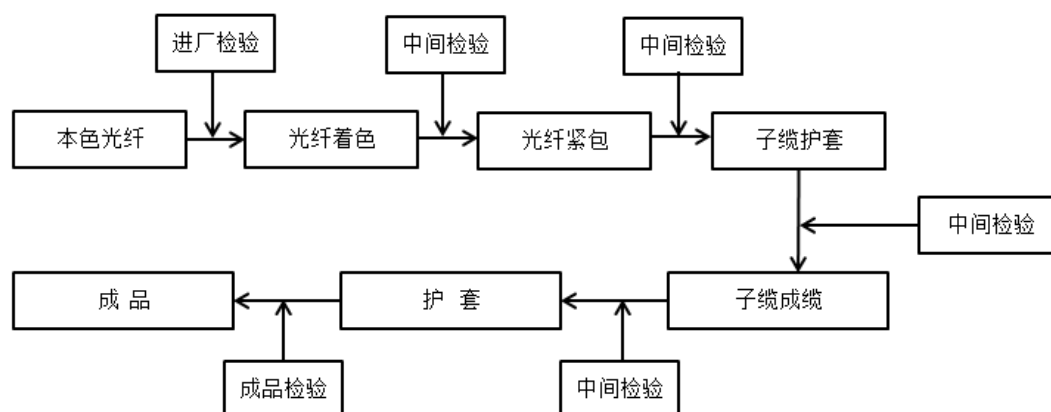 进厂检验
中间检验
中间检验
本色光纤
光纤着色
光纤紧包
子缆护套
中间检验
成 品
护 套
子缆成缆
成品检验
中间检验